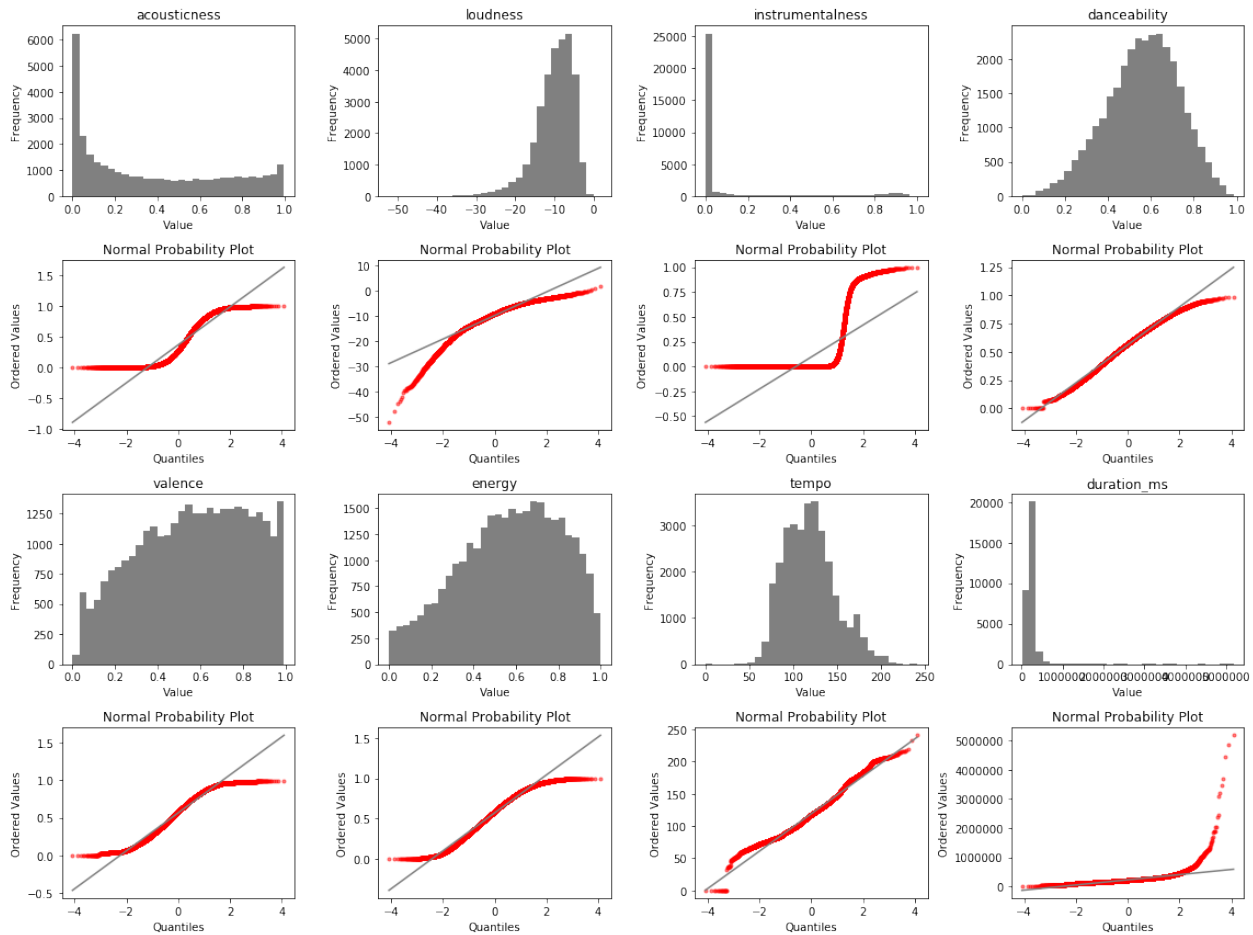 acousticness loudness instrumentalness danceability
Frequency 6000 5000 4000 3000 2000 1000 0
0.0 0.2 0.4 0.6 0.8 1.0
Value
Frequency 5000 4000 3000 2000 1000 0
−50 −40 −30 −20 −10 0
Value
Frequency 25000 20000 15000 10000 5000 0
0.0 0.2 0.4 0.6 0.8 1.0
Value
Frequency 2000 1500 1000 500 0
0.0 0.2 0.4 0.6 0.8 1.0
Value
Normal Probability Plot Normal Probability Plot Normal Probability Plot Normal Probability Plot
Ordered Values 1.5 1.0 0.5 0.0 −0.5 −1.0
−4 −2 0 2 4
Quantiles
Ordered Values 10 0 −10 −20 −30 −40 −50
−4 −2 0 2 4
Quantiles
Ordered Values 1.00 0.75 0.50 0.25 0.00 −0.25 −0.50
−4 −2 0 2 4
Quantiles
Ordered Values 1.25 1.00 0.75 0.50 0.25 0.00
−4 −2 0 2 4
Quantiles
valence energy tempo duration_ms
Frequency 1250 1000 750 500 250 0
0.0 0.2 0.4 0.6 0.8 1.0
Value
Frequency 1500 1250 1000 750 500 250 0
0.0 0.2 0.4 0.6 0.8 1.0
Value
Frequency 3000 2000 1000 0
0 50 100 150 200 250
Value
Frequency 20000 15000 10000 5000 0
0 1000000 2000000 3000000 4000000 5000000
Value
Normal Probability Plot Normal Probability Plot Normal Probability Plot Normal Probability Plot
Ordered Values 1.5 1.0 0.5 0.0 −0.5
−4 −2 0 2 4
Quantiles
Ordered Values 1.5 1.0 0.5 0.0
−4 −2 0 2 4
Quantiles
Ordered Values 250 200 150 100 50 0
−4 −2 0 2 4
Quantiles
Ordered Values 5000000 4000000 3000000 2000000 1000000 0
−4 −2 0 2 4
Quantiles